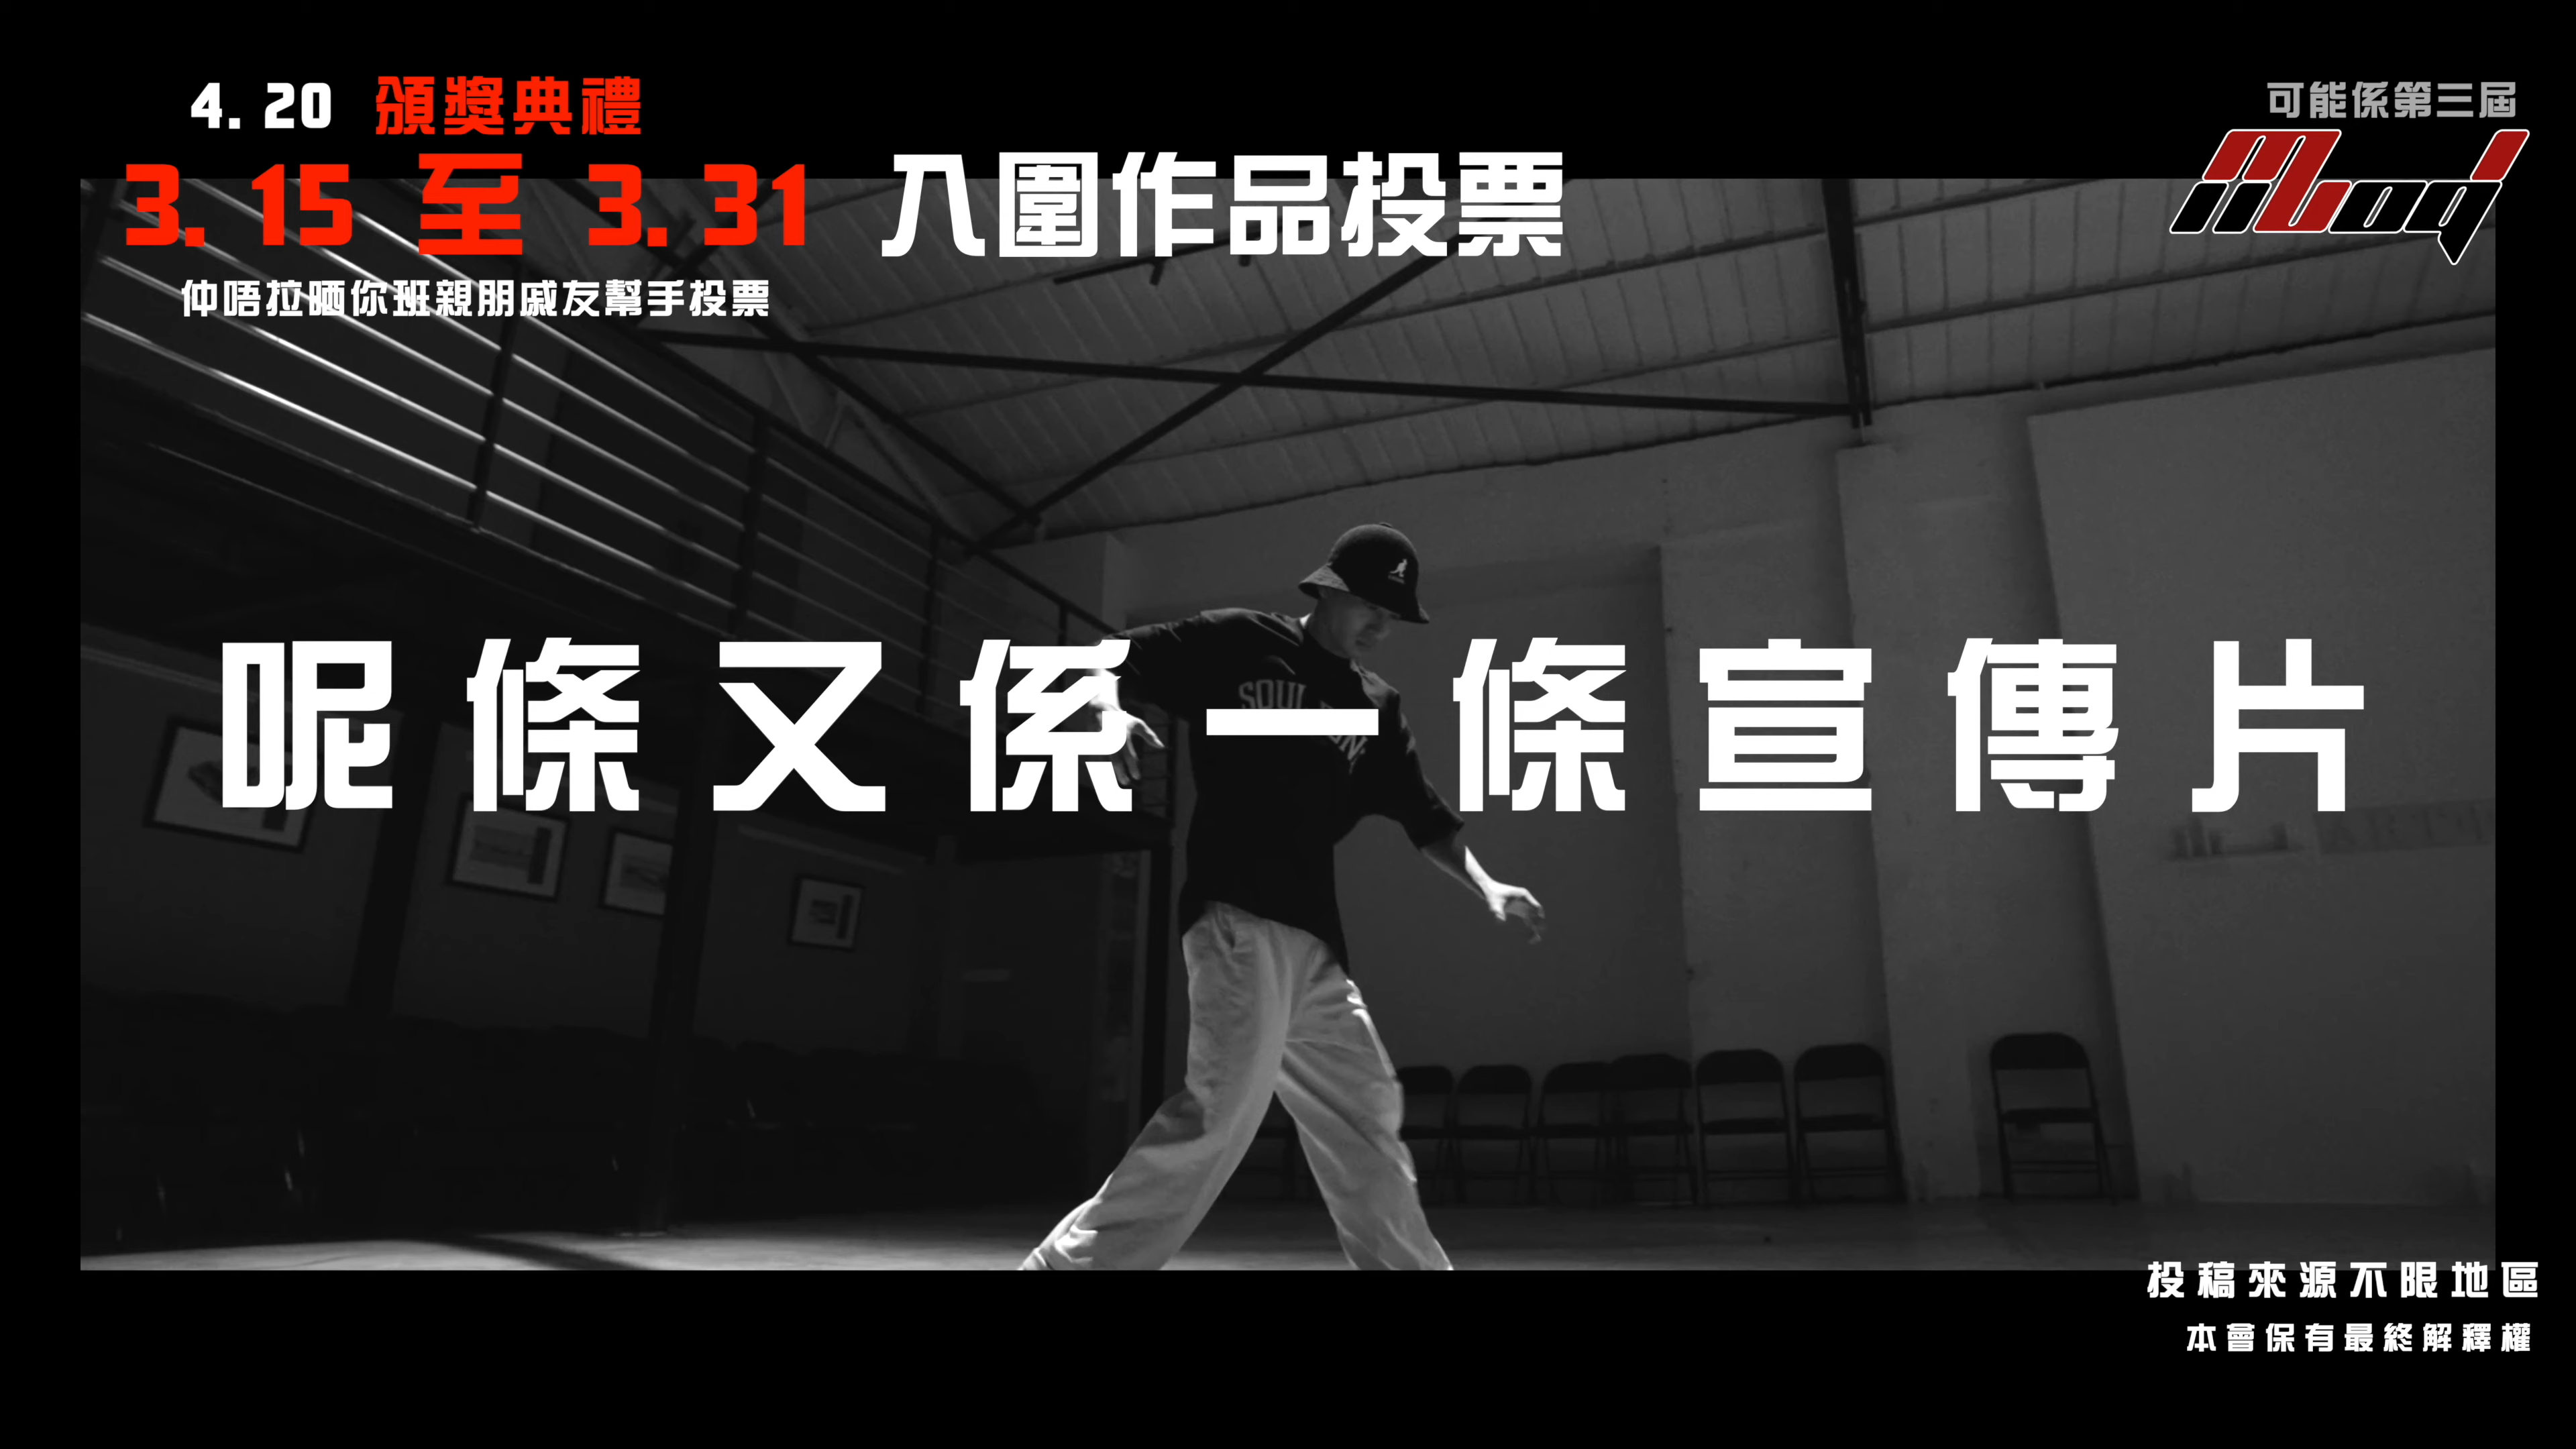 4.20 頒獎典禮
可能係第三屆
3.15 至 3.31 入圍作品投票
仲唔拉晒你班親朋戚友幫手投票
呢條又係一條宣傳片
投稿來源不限地區
本會保有最終解釋權